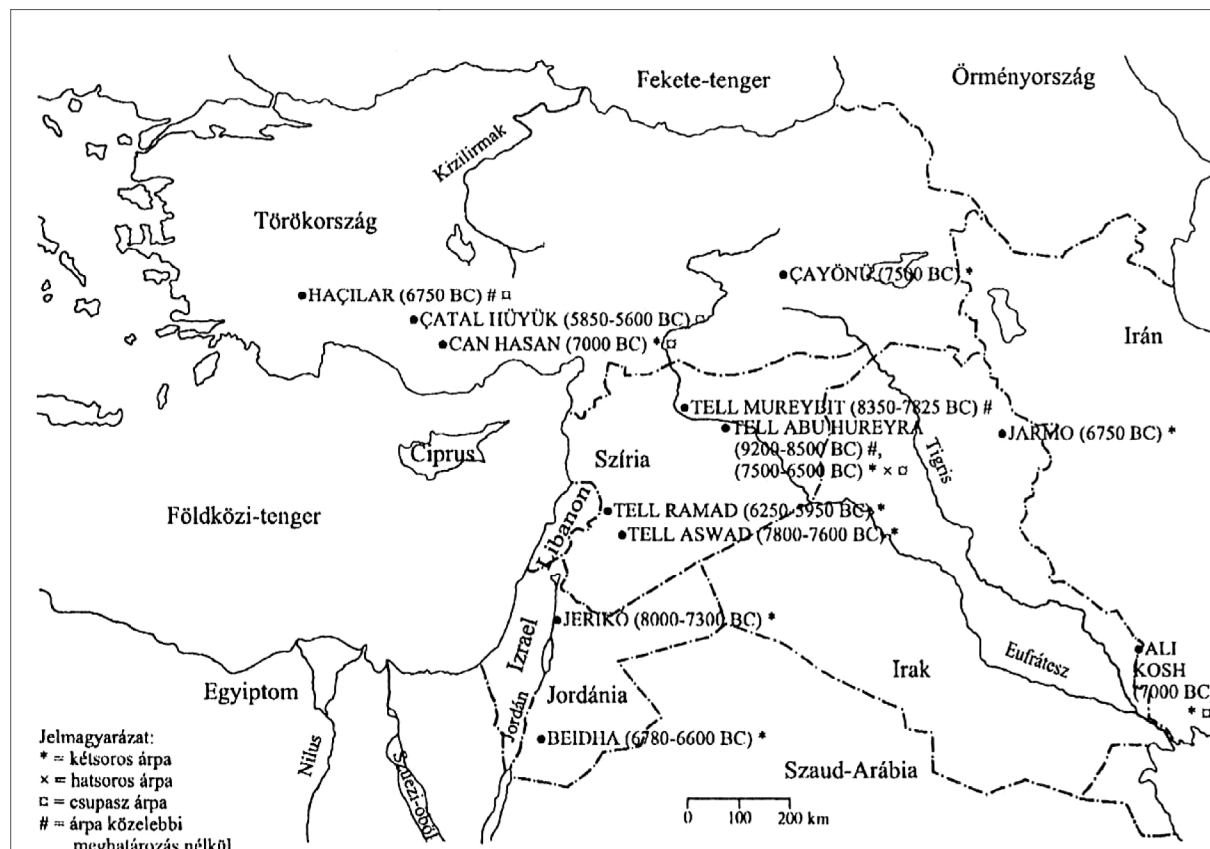 Fekete-tenger
Örményország
Kizilirmak
Törökország
ÇAYÖNÜ (7500 BC) *
HAÇILAR (6750 BC) # ¤
ÇATAL HÜYÜK (5850-5600 BC) ¤
CAN HASAN (7000 BC) * ¤
Irán
TELL MUREYBIT (8350-7825 BC) #
TELL ABU HUREYRA
(9200-8500 BC) #,
(7500-6500 BC) * × ¤
JARMO (6750 BC) *
Tigris
Ciprus
Szíria
Földközi-tenger
TELL RAMAD (6250-5950 BC) *
TELL ASWAD (7800-7600 BC) *
Libanon
JERIKO (8000-7300 BC) *
Izrael
Eufrátesz
Irak
ALI
KOSH
(7000 BC
* ¤
Egyiptom
Jordánia
Jordán
BEIDHA (6780-6600 BC) *
Szaud-Arábia
Nilus
Szuezi-öböl
Jelmagyarázat:
* = kétsoros árpa
× = hatsoros árpa
¤ = csupasz árpa
# = árpa közelebbi
meghatározás nélkül
0 100 200 km